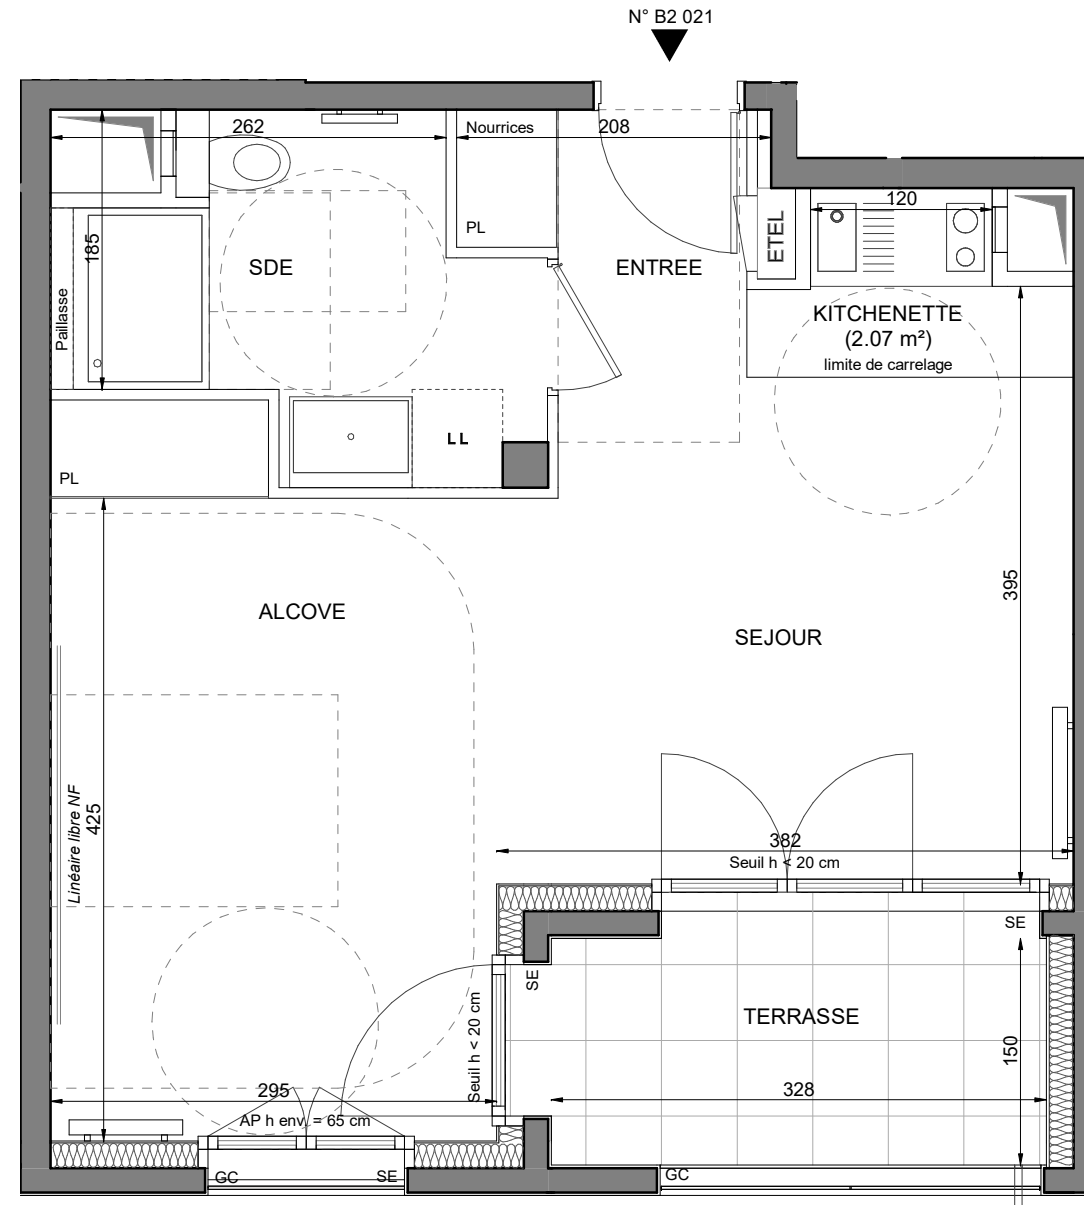 N° B2 021
262
Nourrices
208
120
PL
ETEL
185
SDE
ENTREE
Paillasse
KITCHENETTE
(2.07 m²)
limite de carrelage
LL
PL
395
ALCOVE
SEJOUR
Linéaire libre NF
425
382
Seuil h < 20 cm
SE
SE
Seuil h < 20 cm
TERRASSE
150
295
328
AP h env. = 65 cm
GC
SE
GC